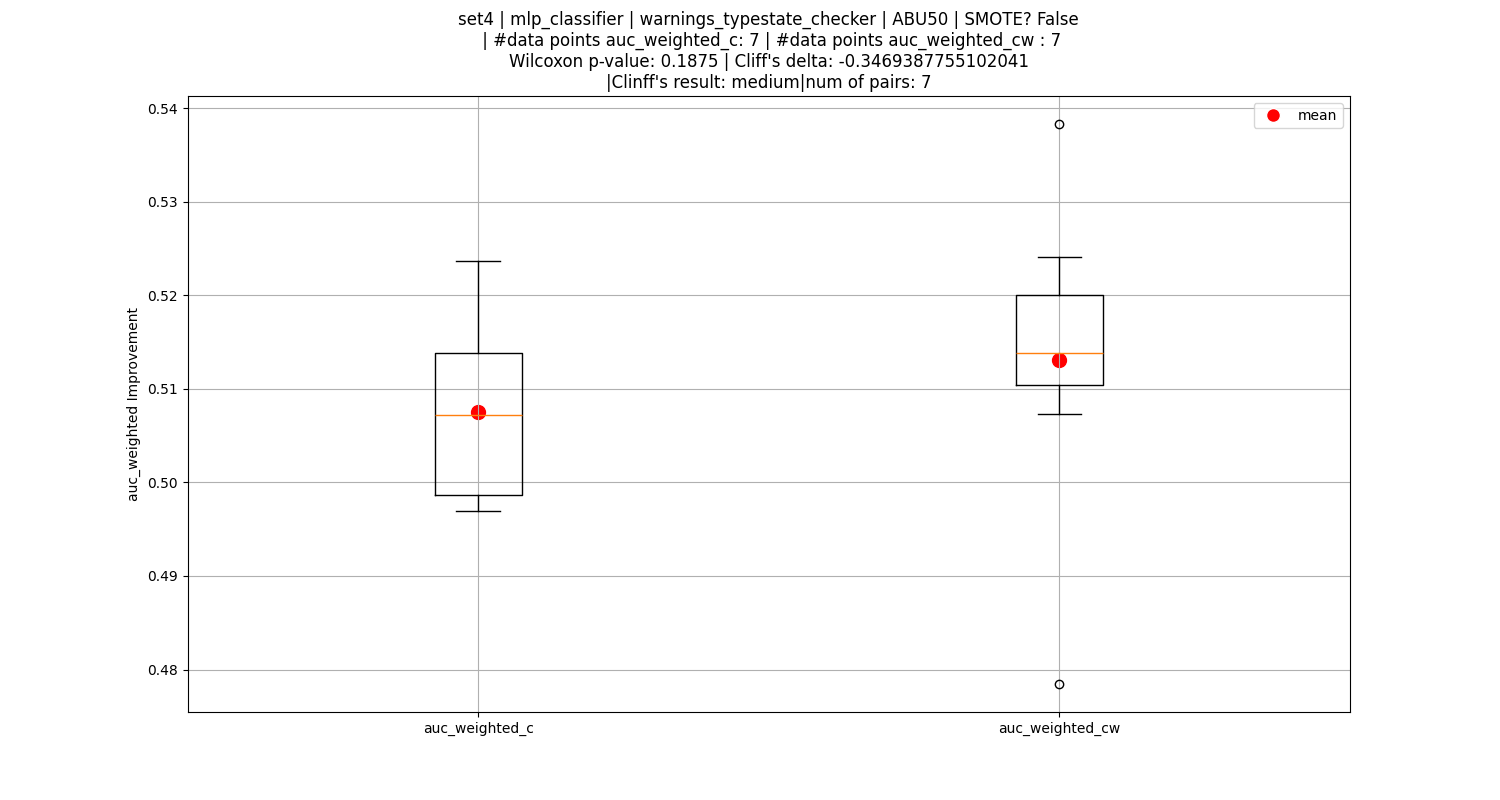 set4 | mlp_classifier | warnings_typestate_checker | ABU50 | SMOTE? False
| #data points auc_weighted_c: 7 | #data points auc_weighted_cw : 7
Wilcoxon p-value: 0.1875 | Cliff's delta: -0.3469387755102041
|Clinff's result: medium|num of pairs: 7
mean
0.54
0.53
0.52
0.51
0.50
0.49
0.48
auc_weighted Improvement
auc_weighted_c
auc_weighted_cw